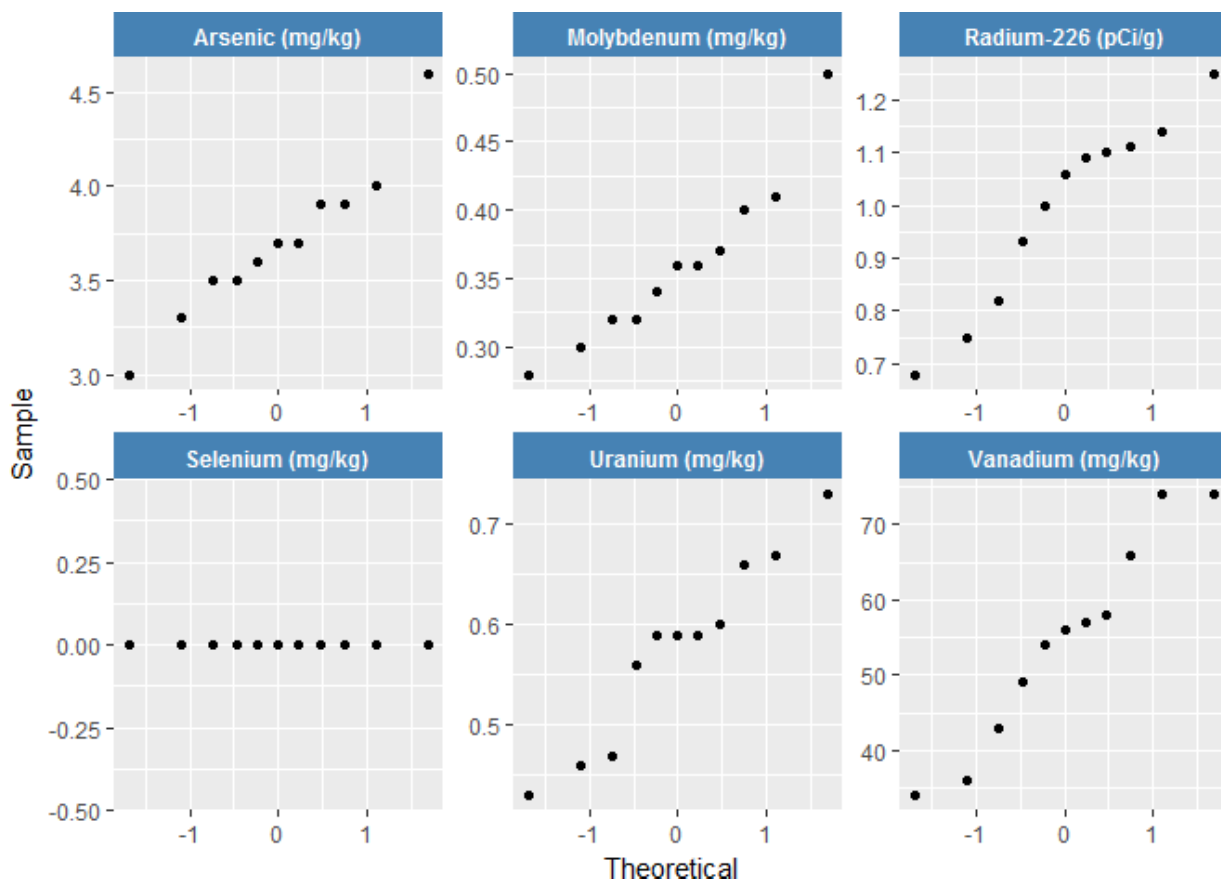 Arsenic (mg/kg)
Molybdenum (mg/kg)
Radium-226 (pCi/g)
4.5
4.0
3.5
3.0
-1 0 1
0.50
0.45
0.40
0.35
0.30
-1 0 1
1.2
1.1
1.0
0.9
0.8
0.7
-1 0 1
Sample
Selenium (mg/kg)
Uranium (mg/kg)
Vanadium (mg/kg)
0.50
0.25
0.00
-0.25
-0.50
-1 0 1
0.7
0.6
0.5
-1 0 1
70
60
50
40
-1 0 1
Theoretical